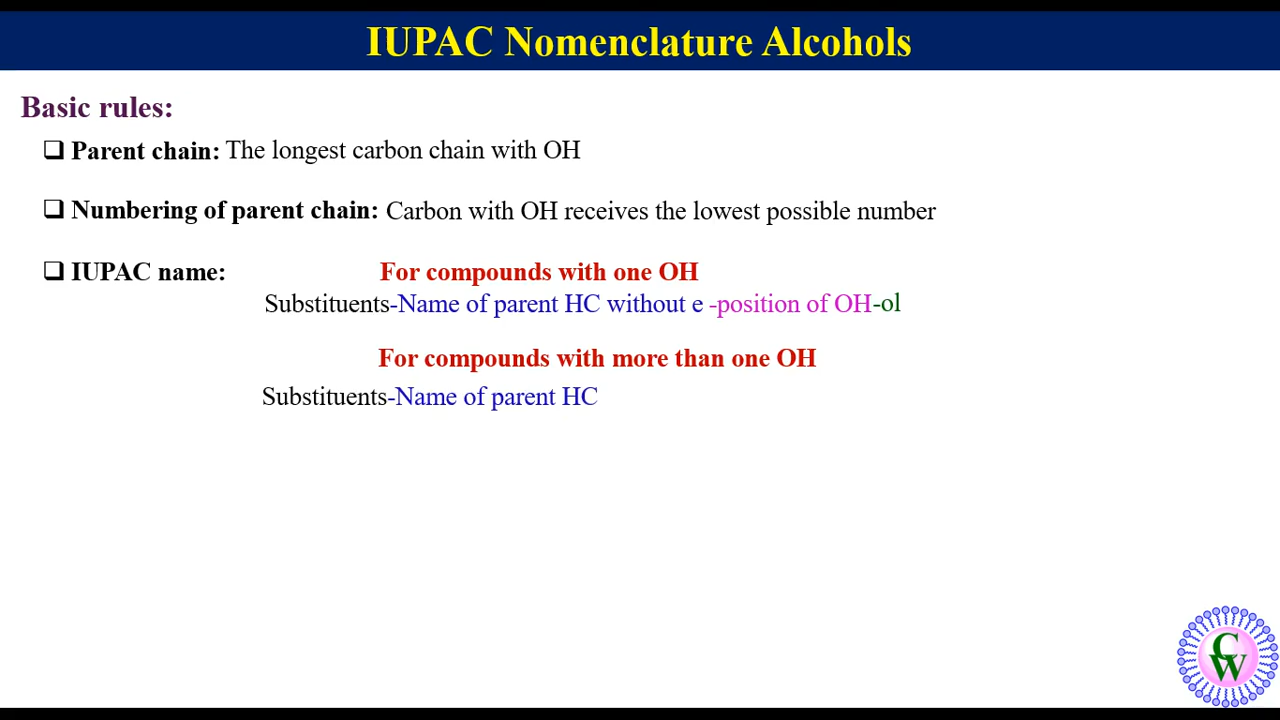 IUPAC Nomenclature Alcohols
Basic rules:
❑ Parent chain: The longest carbon chain with OH
❑ Numbering of parent chain: Carbon with OH receives the lowest possible number
❑ IUPAC name: For compounds with one OH
Substituents-Name of parent HC without e -position of OH-ol
For compounds with more than one OH
Substituents-Name of parent HC
CW